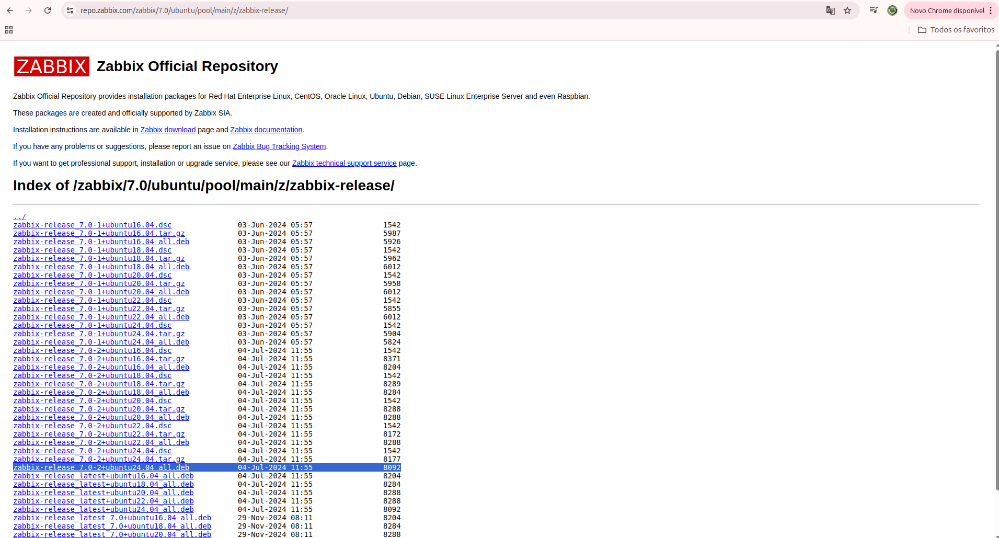 repo.zabbix.com/zabbix/7.0/ubuntu/pool/main/z/zabbix-release/
Novo Chrome disponível
Todos os favoritos
ZABBIX Zabbix Official Repository
Zabbix Official Repository provides installation packages for Red Hat Enterprise Linux, CentOS, Oracle Linux, Ubuntu, Debian, SUSE Linux Enterprise Server and even Raspbian.
These packages are created and officially supported by Zabbix SIA.
Installation instructions are available in Zabbix download page and Zabbix documentation.
If you have any problems or suggestions, please report an issue on Zabbix Bug Tracking System.
If you want to get professional support, installation or upgrade service, please see our Zabbix technical support service page.
Index of /zabbix/7.0/ubuntu/pool/main/z/zabbix-release/
../
zabbix-release_7.0-1+ubuntu16.04.dsc 03-Jun-2024 05:57 1542
zabbix-release_7.0-1+ubuntu16.04.tar.gz 03-Jun-2024 05:57 5987
zabbix-release_7.0-1+ubuntu16.04_all.deb 03-Jun-2024 05:57 5926
zabbix-release_7.0-1+ubuntu18.04.dsc 03-Jun-2024 05:57 1542
zabbix-release_7.0-1+ubuntu18.04.tar.gz 03-Jun-2024 05:57 5962
zabbix-release_7.0-1+ubuntu18.04_all.deb 03-Jun-2024 05:57 6012
zabbix-release_7.0-1+ubuntu20.04.dsc 03-Jun-2024 05:57 1542
zabbix-release_7.0-1+ubuntu20.04.tar.gz 03-Jun-2024 05:57 5958
zabbix-release_7.0-1+ubuntu20.04_all.deb 03-Jun-2024 05:57 6012
zabbix-release_7.0-1+ubuntu22.04.dsc 03-Jun-2024 05:57 1542
zabbix-release_7.0-1+ubuntu22.04.tar.gz 03-Jun-2024 05:57 5855
zabbix-release_7.0-1+ubuntu22.04_all.deb 03-Jun-2024 05:57 6012
zabbix-release_7.0-1+ubuntu24.04.dsc 03-Jun-2024 05:57 1542
zabbix-release_7.0-1+ubuntu24.04.tar.gz 03-Jun-2024 05:57 5904
zabbix-release_7.0-1+ubuntu24.04_all.deb 03-Jun-2024 05:57 5824
zabbix-release_7.0-2+ubuntu16.04.dsc 04-Jul-2024 11:55 1542
zabbix-release_7.0-2+ubuntu16.04.tar.gz 04-Jul-2024 11:55 8371
zabbix-release_7.0-2+ubuntu16.04_all.deb 04-Jul-2024 11:55 8204
zabbix-release_7.0-2+ubuntu18.04.dsc 04-Jul-2024 11:55 1542
zabbix-release_7.0-2+ubuntu18.04.tar.gz 04-Jul-2024 11:55 8289
zabbix-release_7.0-2+ubuntu18.04_all.deb 04-Jul-2024 11:55 8284
zabbix-release_7.0-2+ubuntu20.04.dsc 04-Jul-2024 11:55 1542
zabbix-release_7.0-2+ubuntu20.04.tar.gz 04-Jul-2024 11:55 8288
zabbix-release_7.0-2+ubuntu20.04_all.deb 04-Jul-2024 11:55 8288
zabbix-release_7.0-2+ubuntu22.04.dsc 04-Jul-2024 11:55 1542
zabbix-release_7.0-2+ubuntu22.04.tar.gz 04-Jul-2024 11:55 8172
zabbix-release_7.0-2+ubuntu22.04_all.deb 04-Jul-2024 11:55 8288
zabbix-release_7.0-2+ubuntu24.04.dsc 04-Jul-2024 11:55 1542
zabbix-release_7.0-2+ubuntu24.04.tar.gz 04-Jul-2024 11:55 8177
zabbix-release_7.0-2+ubuntu24.04_all.deb 04-Jul-2024 11:55 8092
zabbix-release_latest+ubuntu16.04_all.deb 04-Jul-2024 11:55 8204
zabbix-release_latest+ubuntu18.04_all.deb 04-Jul-2024 11:55 8284
zabbix-release_latest+ubuntu20.04_all.deb 04-Jul-2024 11:55 8288
zabbix-release_latest+ubuntu22.04_all.deb 04-Jul-2024 11:55 8288
zabbix-release_latest+ubuntu24.04_all.deb 04-Jul-2024 11:55 8092
zabbix-release_latest_7.0+ubuntu16.04_all.deb 29-Nov-2024 08:11 8204
zabbix-release_latest_7.0+ubuntu18.04_all.deb 29-Nov-2024 08:11 8284
zabbix-release_latest_7.0+ubuntu20.04_all.deb 29-Nov-2024 08:11 8288